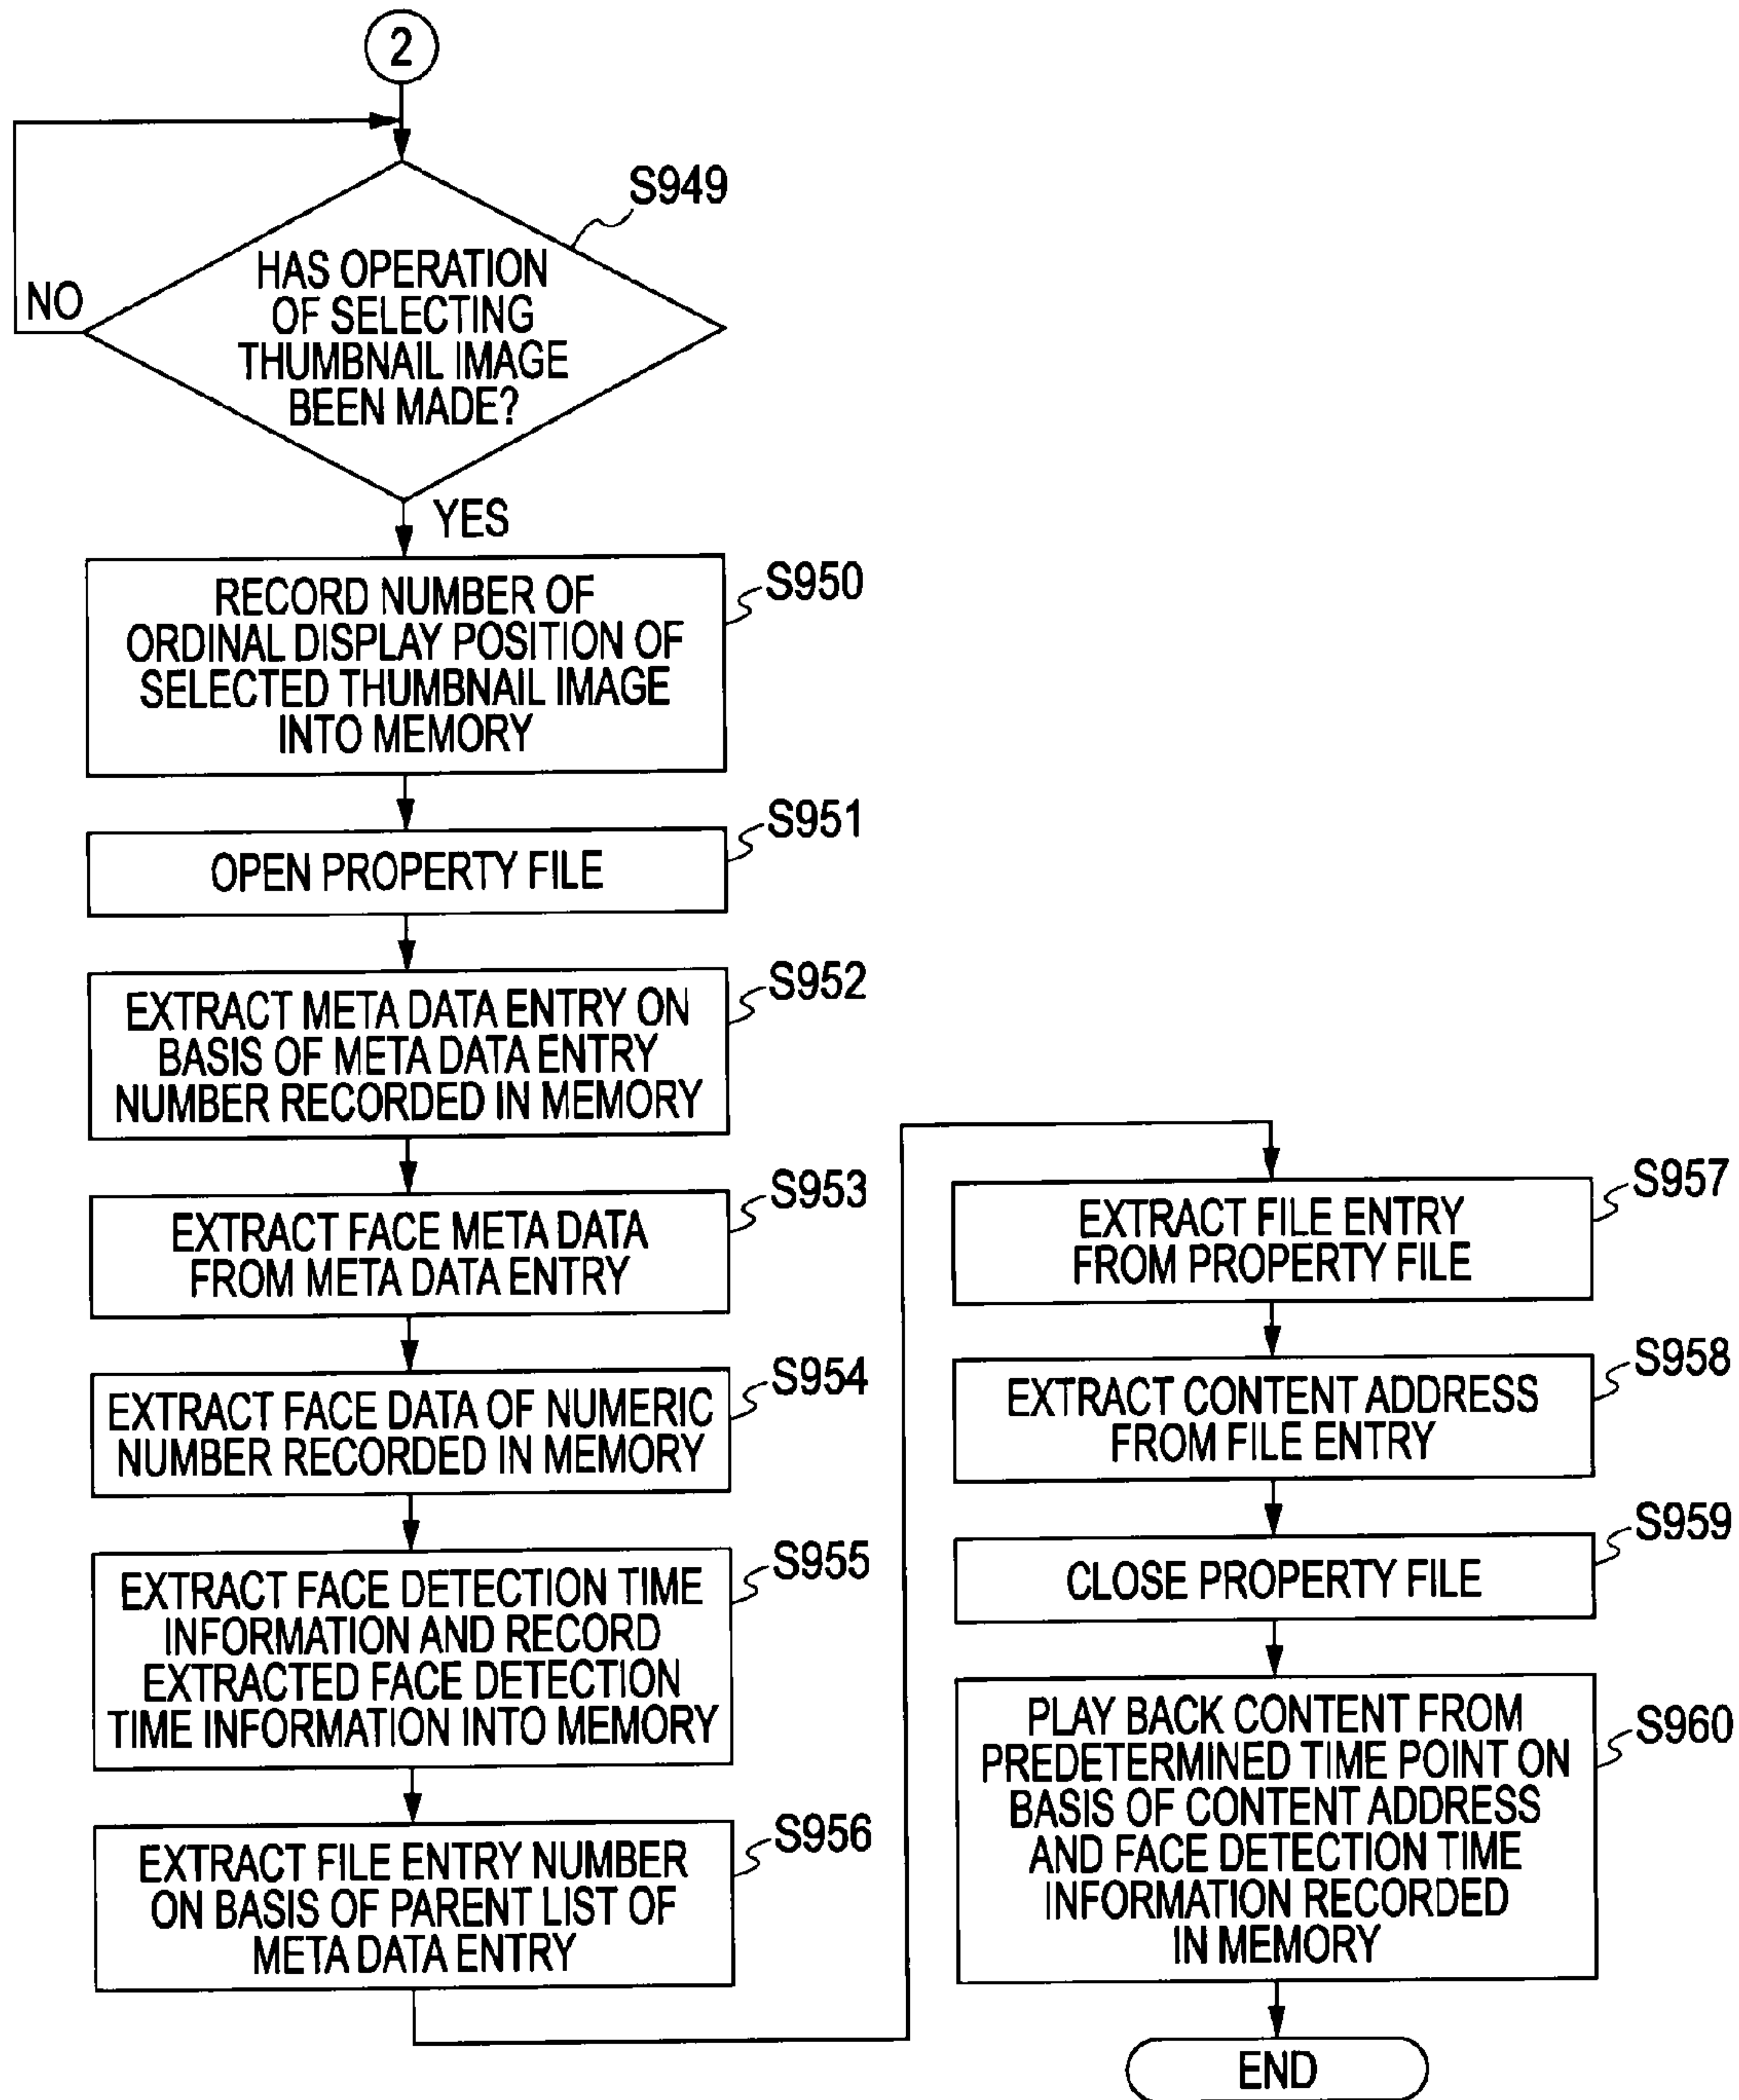 2
S949
HAS OPERATION
OF SELECTING
THUMBNAIL IMAGE
BEEN MADE?
NO
YES
RECORD NUMBER OF
ORDINAL DISPLAY POSITION OF
SELECTED THUMBNAIL IMAGE
INTO MEMORY
S950
OPEN PROPERTY FILE
S951
EXTRACT META DATA ENTRY ON
BASIS OF META DATA ENTRY
NUMBER RECORDED IN MEMORY
S952
EXTRACT FACE META DATA
FROM META DATA ENTRY
S953
EXTRACT FACE DATA OF NUMERIC
NUMBER RECORDED IN MEMORY
S954
EXTRACT FACE DETECTION TIME
INFORMATION AND RECORD
EXTRACTED FACE DETECTION
TIME INFORMATION INTO MEMORY
S955
EXTRACT FILE ENTRY NUMBER
ON BASIS OF PARENT LIST OF
META DATA ENTRY
S956
EXTRACT FILE ENTRY
FROM PROPERTY FILE
S957
EXTRACT CONTENT ADDRESS
FROM FILE ENTRY
S958
CLOSE PROPERTY FILE
S959
PLAY BACK CONTENT FROM
PREDETERMINED TIME POINT ON
BASIS OF CONTENT ADDRESS
AND FACE DETECTION TIME
INFORMATION RECORDED
IN MEMORY
S960
END